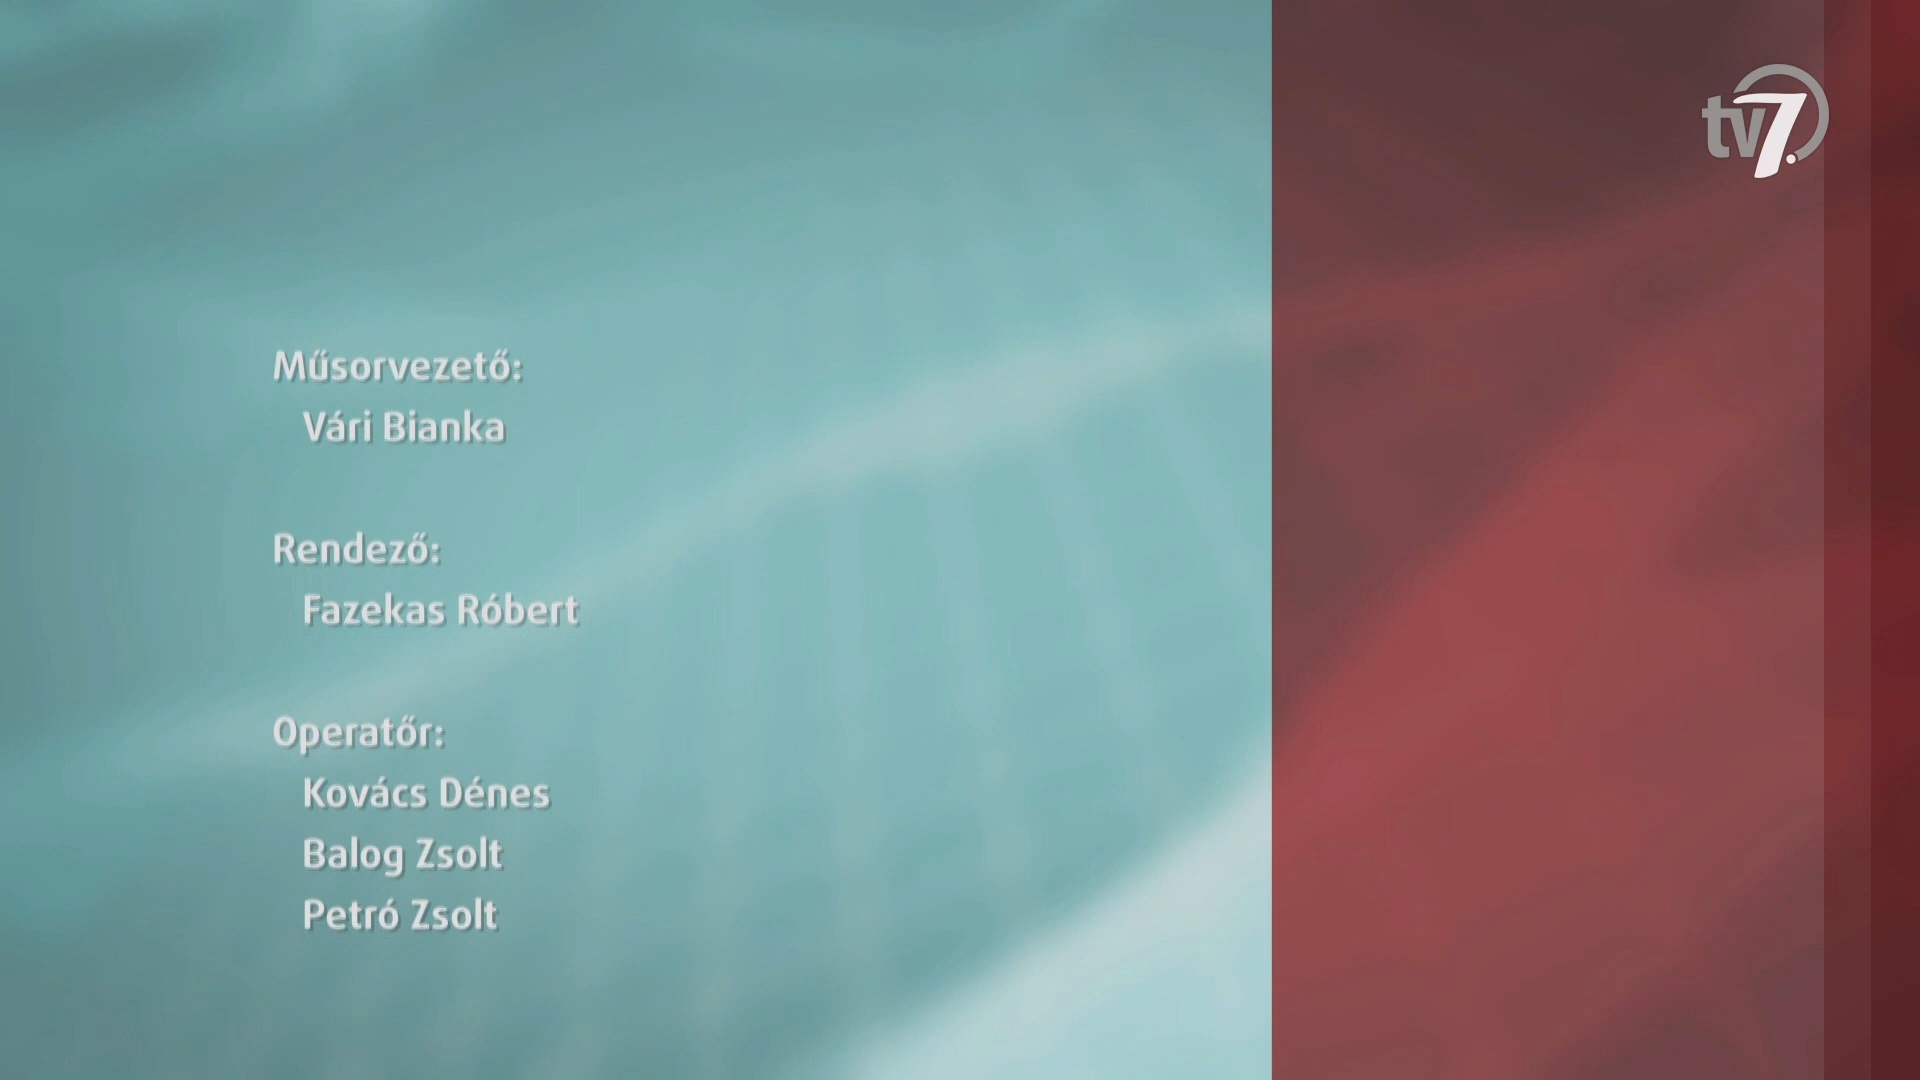 tv7.
Műsorvezető:
Vári Bianka
Rendező:
Fazekas Róbert
Operatőr:
Kovács Dénes
Balog Zsolt
Petró Zsolt